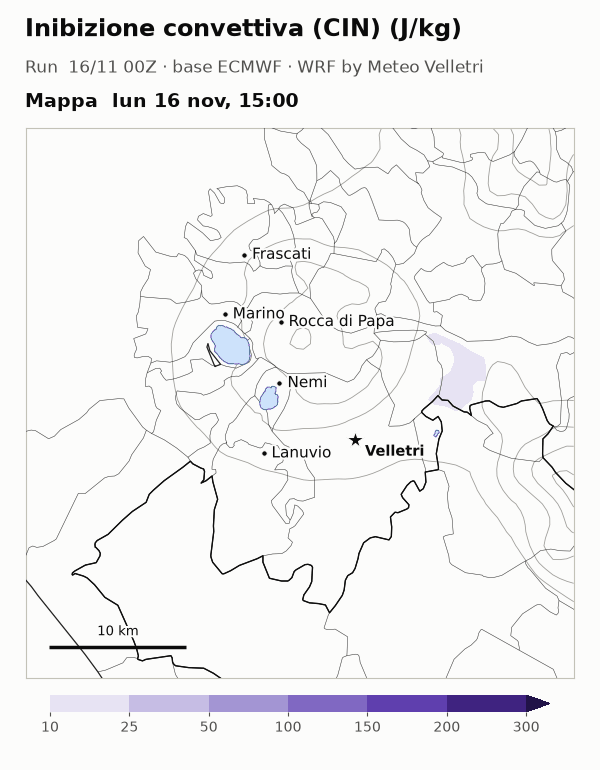 Inibizione convettiva (CIN) (J/kg)
Run  16/11 00Z · base ECMWF · WRF by Meteo Velletri
Mappa  lun 16 nov, 15:00
Frascati
Marino
Rocca di Papa
Nemi
Velletri
Lanuvio
10 km
10 25 50 100 150 200 300